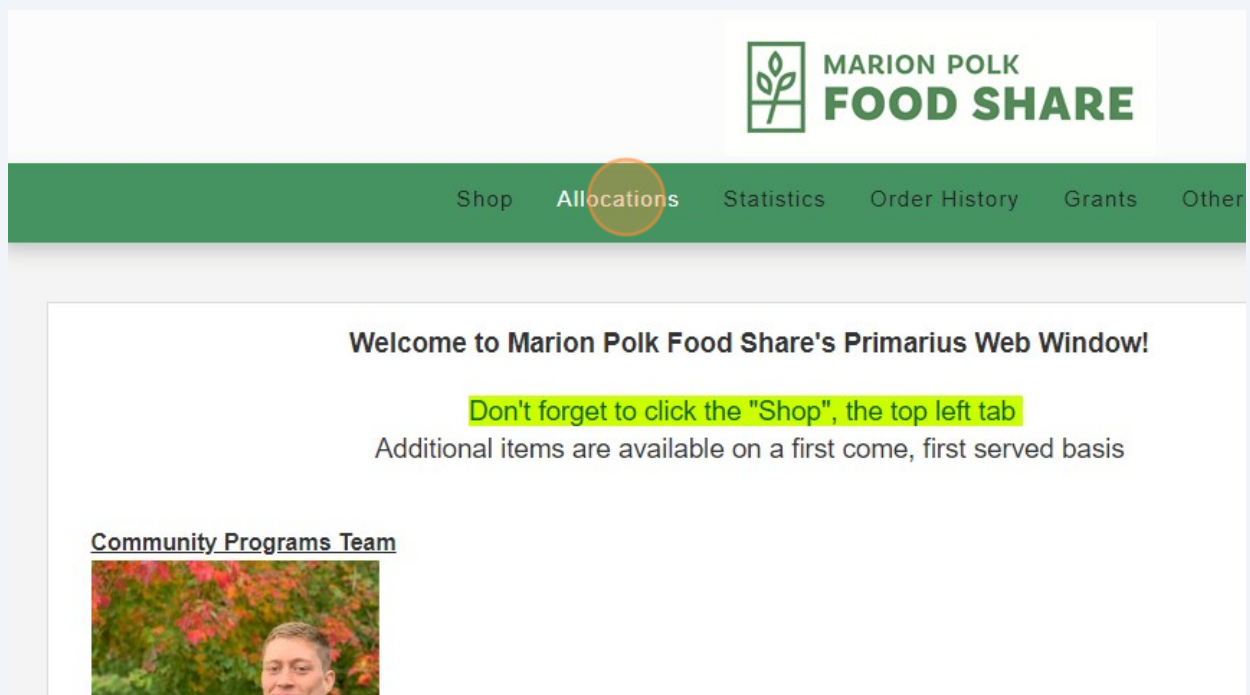 MARION POLK
FOOD SHARE
Shop Allocations Statistics Order History Grants Other
Welcome to Marion Polk Food Share's Primarius Web Window!
Don't forget to click the "Shop", the top left tab
Additional items are available on a first come, first served basis
Community Programs Team